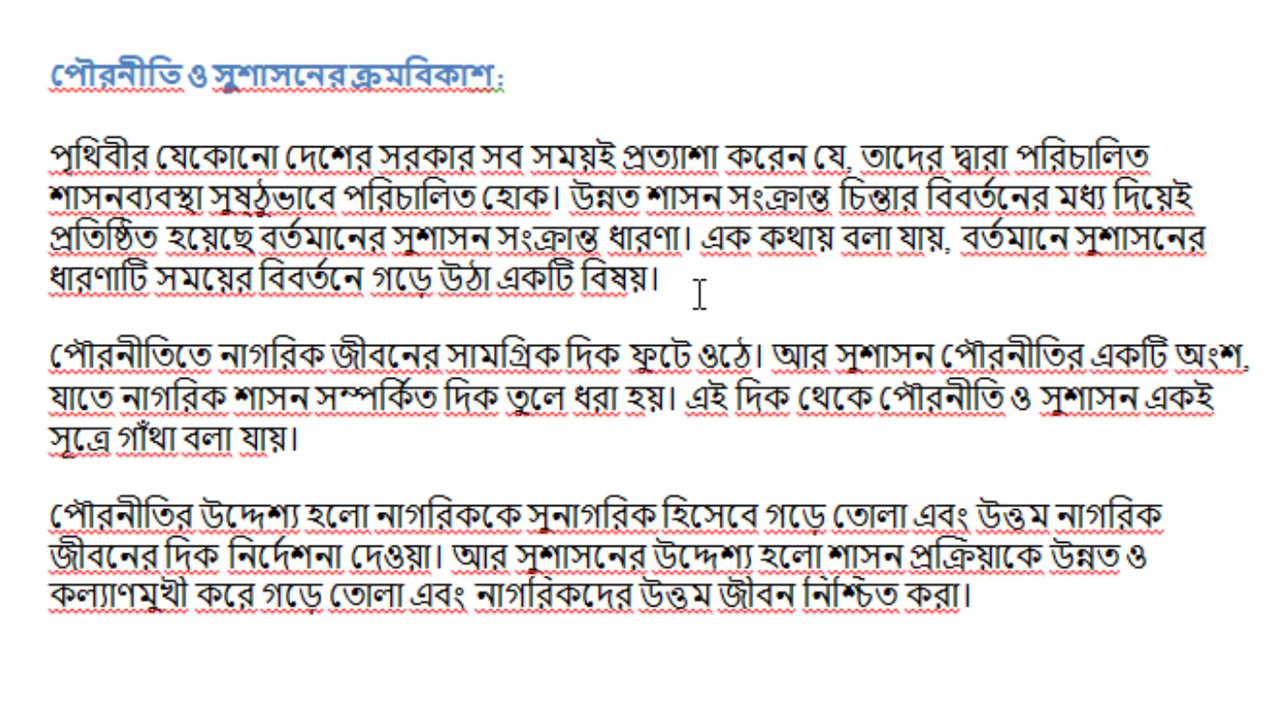 পৌরনীতি ও সুশাসনের ক্রমবিকাশ:
পৃথিবীর যেকোনো দেশের সরকার সব সময়ই প্রত্যাশা করেন যে, তাদের দ্বারা পরিচালিত
শাসনব্যবস্থা সুষ্ঠুভাবে পরিচালিত হোক। উন্নত শাসন সংক্রান্ত চিন্তার বিবর্তনের মধ্য দিয়েই
প্রতিষ্ঠিত হয়েছে বর্তমানের সুশাসন সংক্রান্ত ধারণা। এক কথায় বলা যায়, বর্তমানে সুশাসনের
ধারণাটি সময়ের বিবর্তনে গড়ে উঠা একটি বিষয়।
পৌরনীতিতে নাগরিক জীবনের সামগ্রিক দিক ফুটে ওঠে। আর সুশাসন পৌরনীতির একটি অংশ,
যাতে নাগরিক শাসন সম্পর্কিত দিক তুলে ধরা হয়। এই দিক থেকে পৌরনীতি ও সুশাসন একই
সূত্রে গাঁথা বলা যায়।
পৌরনীতির উদ্দেশ্য হলো নাগরিককে সুনাগরিক হিসেবে গড়ে তোলা এবং উত্তম নাগরিক
জীবনের দিক নির্দেশনা দেওয়া। আর সুশাসনের উদ্দেশ্য হলো শাসন প্রক্রিয়াকে উন্নত ও
কল্যাণমুখী করে গড়ে তোলা এবং নাগরিকদের উত্তম জীবন নিশ্চিত করা।